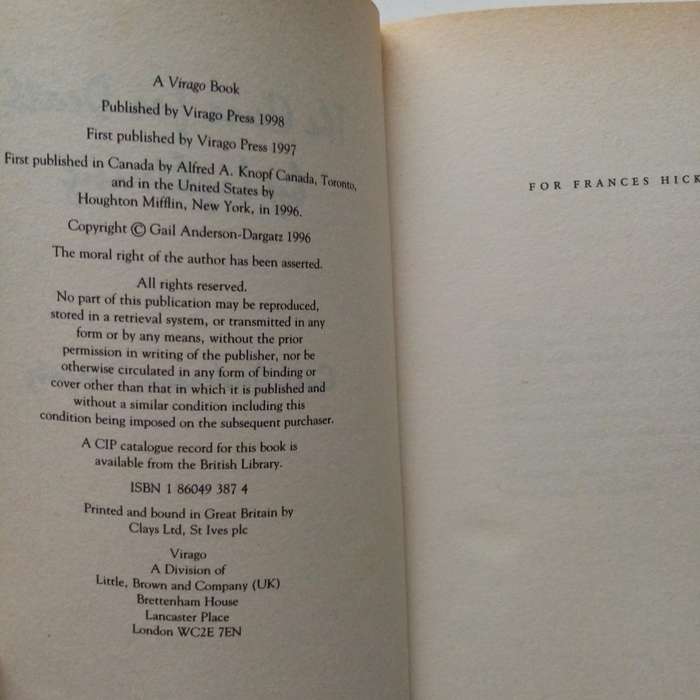 A Virago Book
Published by Virago Press 1998
First published by Virago Press 1997
First published in Canada by Alfred A. Knopf Canada, Toronto,
and in the United States by
Houghton Mifflin, New York, in 1996.
Copyright © Gail Anderson-Dargatz 1996
The moral right of the author has been asserted.
All rights reserved.
No part of this publication may be reproduced,
stored in a retrieval system, or transmitted in any
form or by any means, without the prior
permission in writing of the publisher, nor be
otherwise circulated in any form of binding or
cover other than that in which it is published and
without a similar condition including this
condition being imposed on the subsequent purchaser.
A CIP catalogue record for this book is
available from the British Library.
ISBN 1 86049 387 4
Printed and bound in Great Britain by
Clays Ltd, St Ives plc
Virago
A Division of
Little, Brown and Company (UK)
Brettenham House
Lancaster Place
London WC2E 7EN
FOR FRANCES HICK